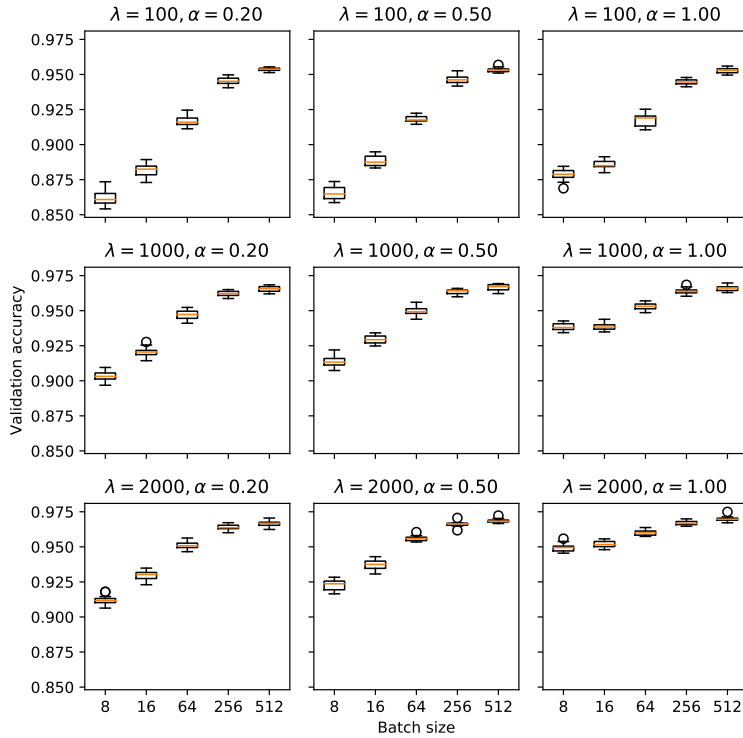 λ = 100, α = 0.20
λ = 100, α = 0.50
λ = 100, α = 1.00
0.975
0.950
0.925
0.900
0.875
0.850
λ = 1000, α = 0.20
λ = 1000, α = 0.50
λ = 1000, α = 1.00
Validation accuracy
0.975
0.950
0.925
0.900
0.875
0.850
λ = 2000, α = 0.20
λ = 2000, α = 0.50
λ = 2000, α = 1.00
0.975
0.950
0.925
0.900
0.875
0.850
8 16 64 256 512
8 16 64 256 512
8 16 64 256 512
Batch size